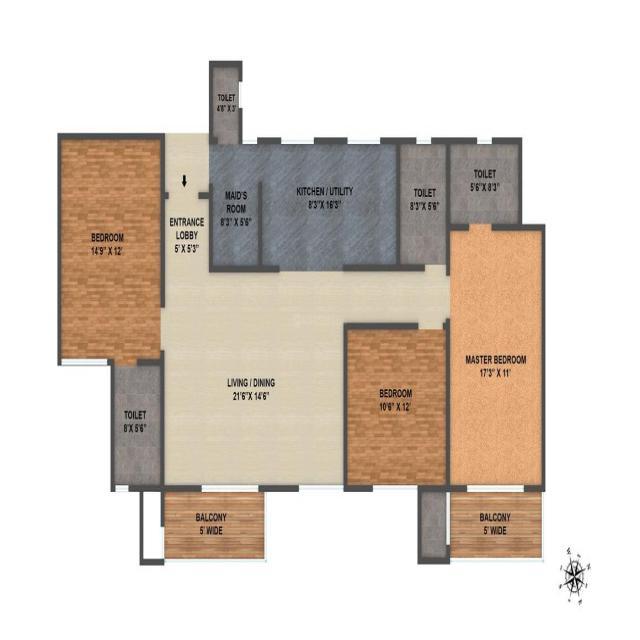 TOILET
4'8" X 3'
MAID'S
ROOM
8'3" X 5'6"
KITCHEN / UTILITY
8'3"X 16'3"
TOILET
8'3"X 5'6"
TOILET
5'6"X 8'3"
BEDROOM
14'9" X 12'
ENTRANCE
LOBBY
5' X 5'3"
LIVING / DINING
21'6"X 14'6"
BEDROOM
10'6" X 12'
MASTER BEDROOM
17'3" X 11'
TOILET
8'X 5'6"
BALCONY
5' WIDE
BALCONY
5' WIDE